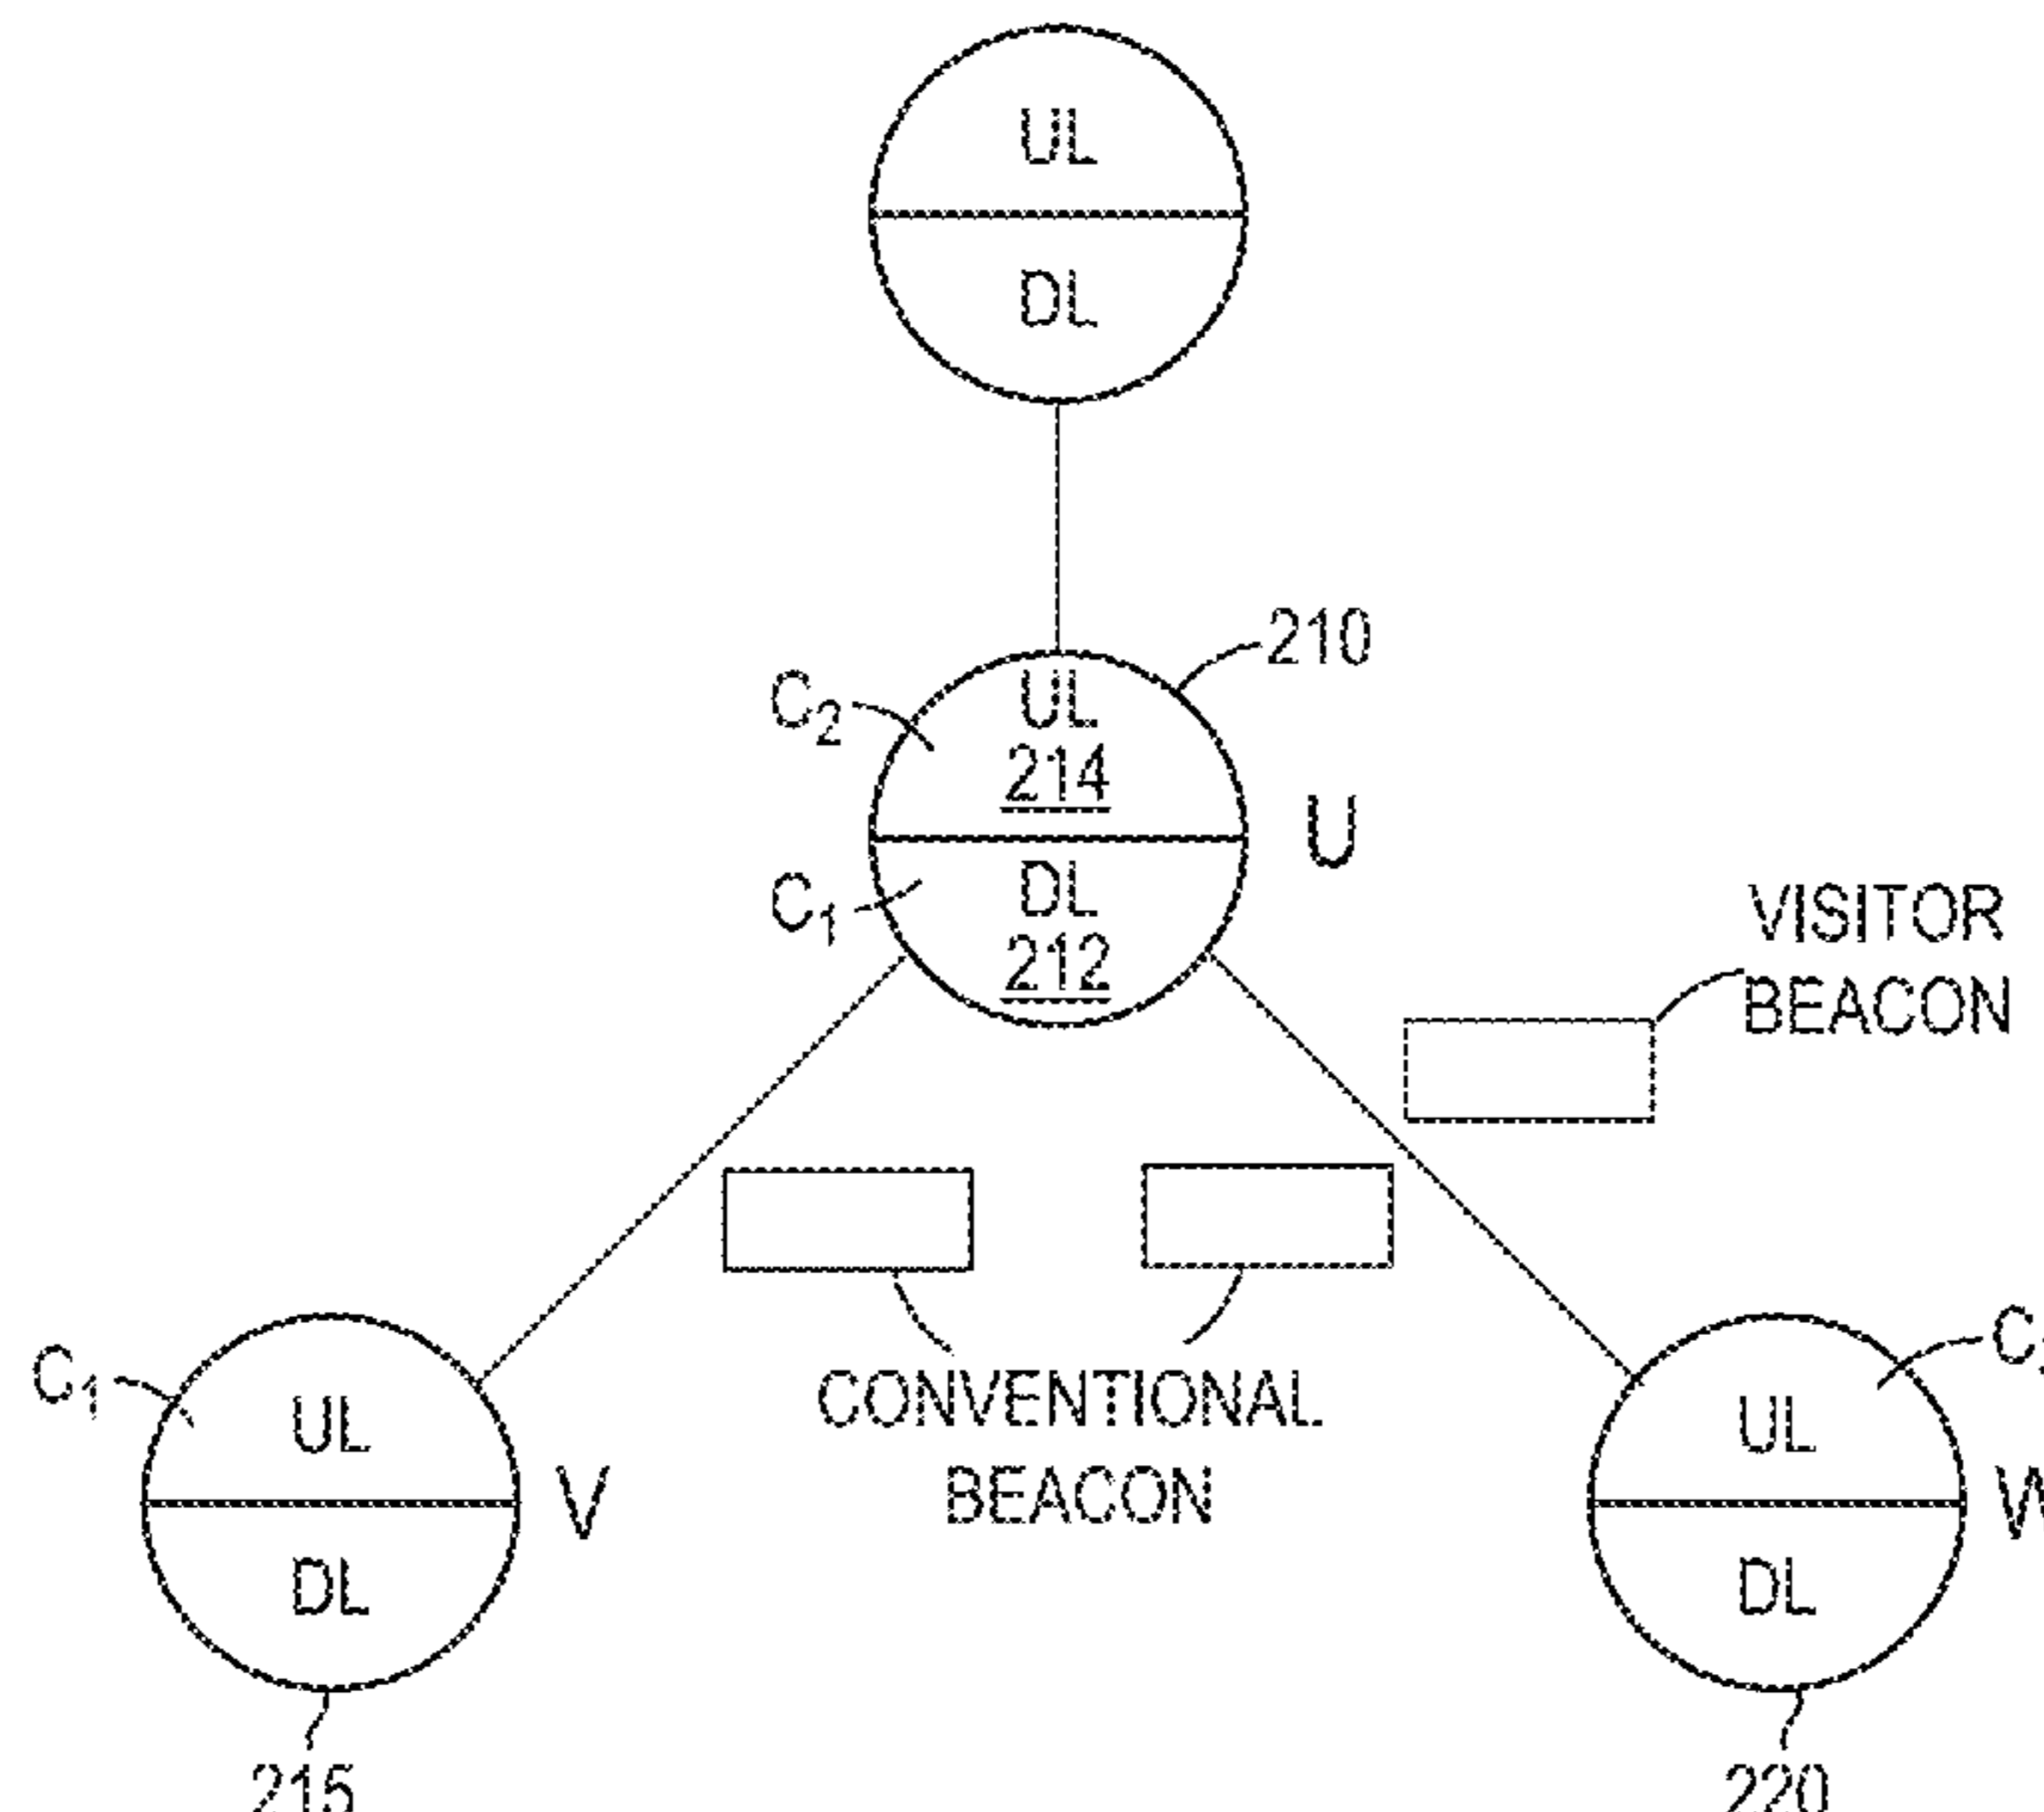 UL
DL
210
C2
UL
214
U
C1
DL
212
VISITOR
BEACON
CONVENTIONAL
BEACON
C1
UL
DL
V
215
UL
DL
220